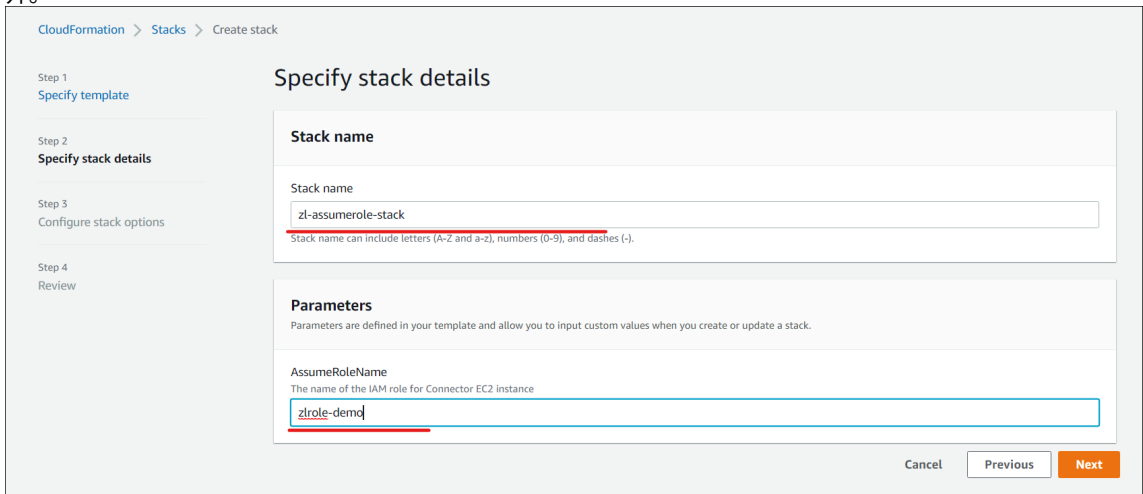 CloudFormation > Stacks > Create stack
Step 1
Specify template
Step 2
Specify stack details
Step 3
Configure stack options
Step 4
Review
Specify stack details
Stack name
Stack name
zl-assumerole-stack
Stack name can include letters (A-Z and a-z), numbers (0-9), and dashes (-).
Parameters
Parameters are defined in your template and allow you to input custom values when you create or update a stack.
AssumeRoleName
The name of the IAM role for Connector EC2 instance
zlrole-demo
Cancel
Previous
Next